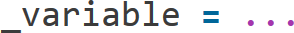 _variable = ...